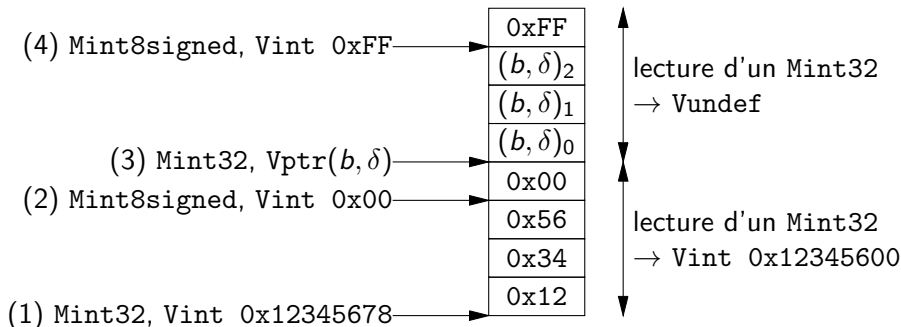 (4) Mint8signed, Vint 0xFF
(3) Mint32, Vptr(b, δ)
(2) Mint8signed, Vint 0x00
(1) Mint32, Vint 0x12345678
0xFF
(b, δ)₂
(b, δ)₁
(b, δ)₀
0x00
0x56
0x34
0x12
lecture d'un Mint32
→ Vundef
lecture d'un Mint32
→ Vint 0x12345600